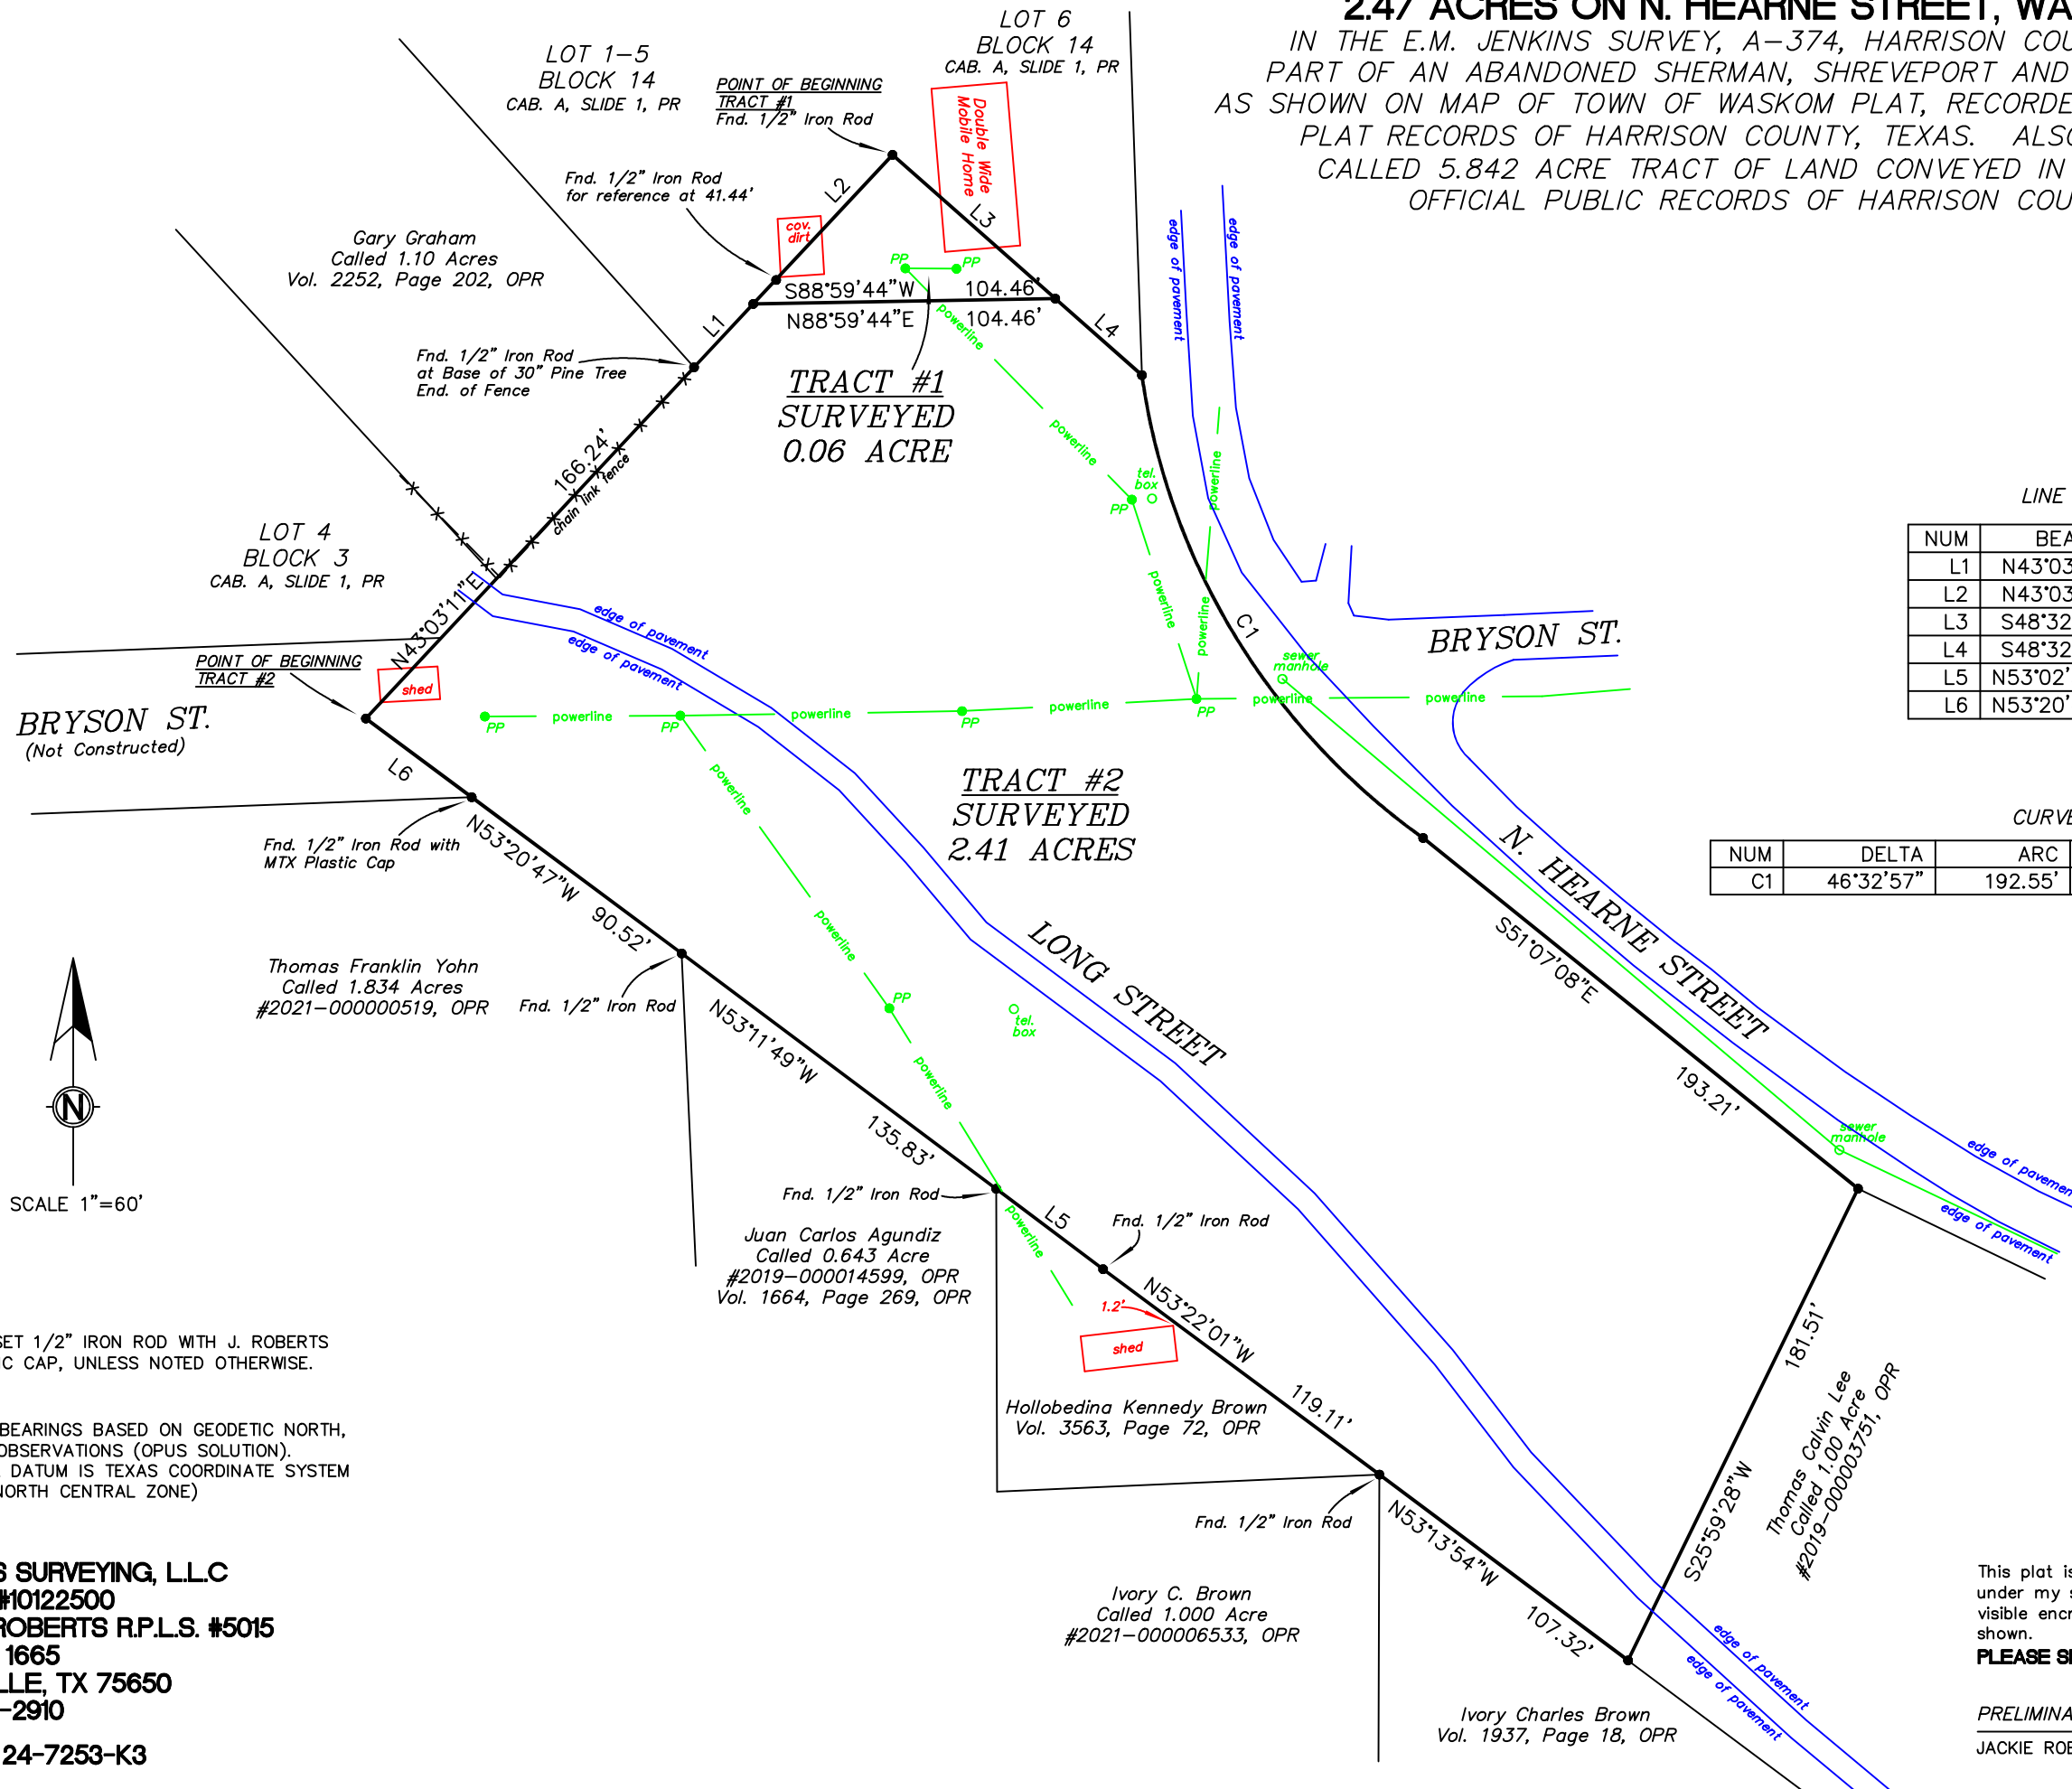 2.47 ACRES ON N. HEARNE STREET, WA
IN THE E.M. JENKINS SURVEY, A-374, HARRISON COU
PART OF AN ABANDONED SHERMAN, SHREVEPORT AND
AS SHOWN ON MAP OF TOWN OF WASKOM PLAT, RECORDE
PLAT RECORDS OF HARRISON COUNTY, TEXAS. ALSO
CALLED 5.842 ACRE TRACT OF LAND CONVEYED IN
OFFICIAL PUBLIC RECORDS OF HARRISON COU
LOT 6
BLOCK 14
CAB. A, SLIDE 1, PR
LOT 1-5
BLOCK 14
CAB. A, SLIDE 1, PR
POINT OF BEGINNING
TRACT #1
Fnd. 1/2" Iron Rod
Double Wide
Mobile Home
Fnd. 1/2" Iron Rod
for reference at 41.44'
L2
L3
cov.
dirt
Gary Graham
Called 1.10 Acres
Vol. 2252, Page 202, OPR
PP
PP
edge of pavement
edge of pavement
S88°59'44"W 104.46'
N88°59'44"E 104.46'
L1
L4
powerline
Fnd. 1/2" Iron Rod
at Base of 30" Pine Tree
End. of Fence
TRACT #1
SURVEYED
0.06 ACRE
166.24'
chain link fence
powerline
tel.
box
PP
powerline
LOT 4
BLOCK 3
CAB. A, SLIDE 1, PR
N43°03'11"E
edge of pavement
edge of pavement
powerline
powerline
C1
BRYSON ST.
sewer
manhole
POINT OF BEGINNING
TRACT #2
shed
BRYSON ST.
(Not Constructed)
PP
powerline
PP
powerline
PP
powerline
PP
powerline
powerline
L6
LINE
NUM BEA
L1 N43°03
L2 N43°03
L3 S48°32
L4 S48°32
L5 N53°02'
L6 N53°20'
TRACT #2
SURVEYED
2.41 ACRES
powerline
CURVE
NUM DELTA ARC
C1 46°32'57" 192.55'
Fnd. 1/2" Iron Rod with
MTX Plastic Cap
N53°20'47"W 90.52'
powerline
N. HEARNE STREET
S51°07'08"E
193.21'
LONG STREET
Thomas Franklin Yohn
Called 1.834 Acres
#2021-000000519, OPR
Fnd. 1/2" Iron Rod
N53°11'49"W
135.83'
PP
tel.
box
powerline
sewer
manhole
edge of pavemen
edge of pavement
N
SCALE 1"=60'
Fnd. 1/2" Iron Rod
L5
Fnd. 1/2" Iron Rod
powerline
Juan Carlos Agundiz
Called 0.643 Acre
#2019-000014599, OPR
Vol. 1664, Page 269, OPR
1.2'
shed
N53°22'01"W
119.11'
181.51'
S25°59'28"W
Thomas Calvin Lee
Called 1.00 Acre
#2019-000003751, OPR
Hollobedina Kennedy Brown
Vol. 3563, Page 72, OPR
Fnd. 1/2" Iron Rod
N53°13'54"W
107.32'
Ivory C. Brown
Called 1.000 Acre
#2021-000006533, OPR
edge of pavement
edge of pavement
Ivory Charles Brown
Vol. 1937, Page 18, OPR
SET 1/2" IRON ROD WITH J. ROBERTS
IC CAP, UNLESS NOTED OTHERWISE.
BEARINGS BASED ON GEODETIC NORTH,
OBSERVATIONS (OPUS SOLUTION).
DATUM IS TEXAS COORDINATE SYSTEM
NORTH CENTRAL ZONE)
S SURVEYING, L.L.C
#10122500
ROBERTS R.P.L.S. #5015
1665
LLE, TX 75650
-2910
24-7253-K3
This plat is
under my s
visible encr
shown.
PLEASE SI
PRELIMINA
JACKIE ROB